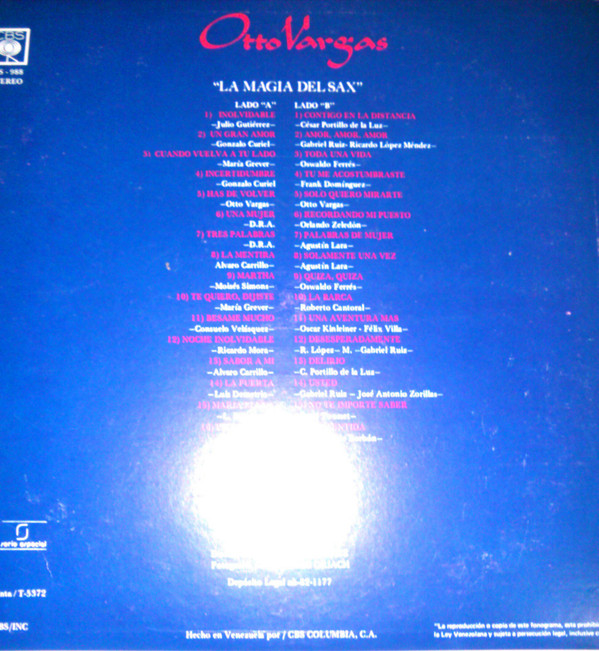 CBS
S - 988
STEREO
Otto Vargas
"LA MAGIA DEL SAX"
LADO "A"
1) INOLVIDABLE
—Julio Gutiérrez—
2) UN GRAN AMOR
—Gonzalo Curiel
3) CUANDO VUELVA A TU LADO
—María Grever—
4) INCERTIDUMBRE
—Gonzalo Curiel
5) HAS DE VOLVER
—Otto Vargas—
6) UNA MUJER
—D.R.A.
7) TRES PALABRAS
—D.R.A.
8) LA MENTIRA
Alvaro Carrillo—
9) MARTHA
—Moisés Simons—
10) TE QUIERO, DIJISTE
—María Grever—
11) BESAME MUCHO
—Consuelo Velásquez—
12) NOCHE INOLVIDABLE
—Ricardo Mora—
13) SABOR A MI
—Alvaro Carrillo—
14) LA PUERTA
—Luis Demetrio—
LADO "B"
1) CONTIGO EN LA DISTANCIA
—César Portillo de la Luz—
2) AMOR, AMOR, AMOR
—Gabriel Ruiz- Ricardo López Méndez—
3) TODA UNA VIDA
—Oswaldo Ferrés—
4) TU ME ACOSTUMBRASTE
—Frank Domínguez—
5) SOLO QUIERO MIRARTE
—Otto Vargas—
6) RECORDANDO MI PUESTO
—Orlando Zeledón—
7) PALABRAS DE MUJER
—Agustín Lara—
8) SOLAMENTE UNA VEZ
—Agustín Lara—
9) QUIZA, QUIZA
—Oswaldo Ferrés—
10) LA BARCA
—Roberto Cantoral—
11) UNA AVENTURA MAS
—Oscar Kinleiner - Félix Villa—
12) DESESPERADAMENTE
—R. López— M. —Gabriel Ruiz—
13) DELIRIO
—C. Portillo de la Luz—
14) USTED
—Gabriel Ruiz — José Antonio Zorillas—
NO SE IMPORTE SABER
serie especial
Depósito Legal nb-82-1177
/T-5572
/INC
Hecho en Venezuela por / CBS COLUMBIA, C.A.
"La reproducción o copia de este fonograma, está
la Ley Venezolana y sujeta a persecución legal, inclusive